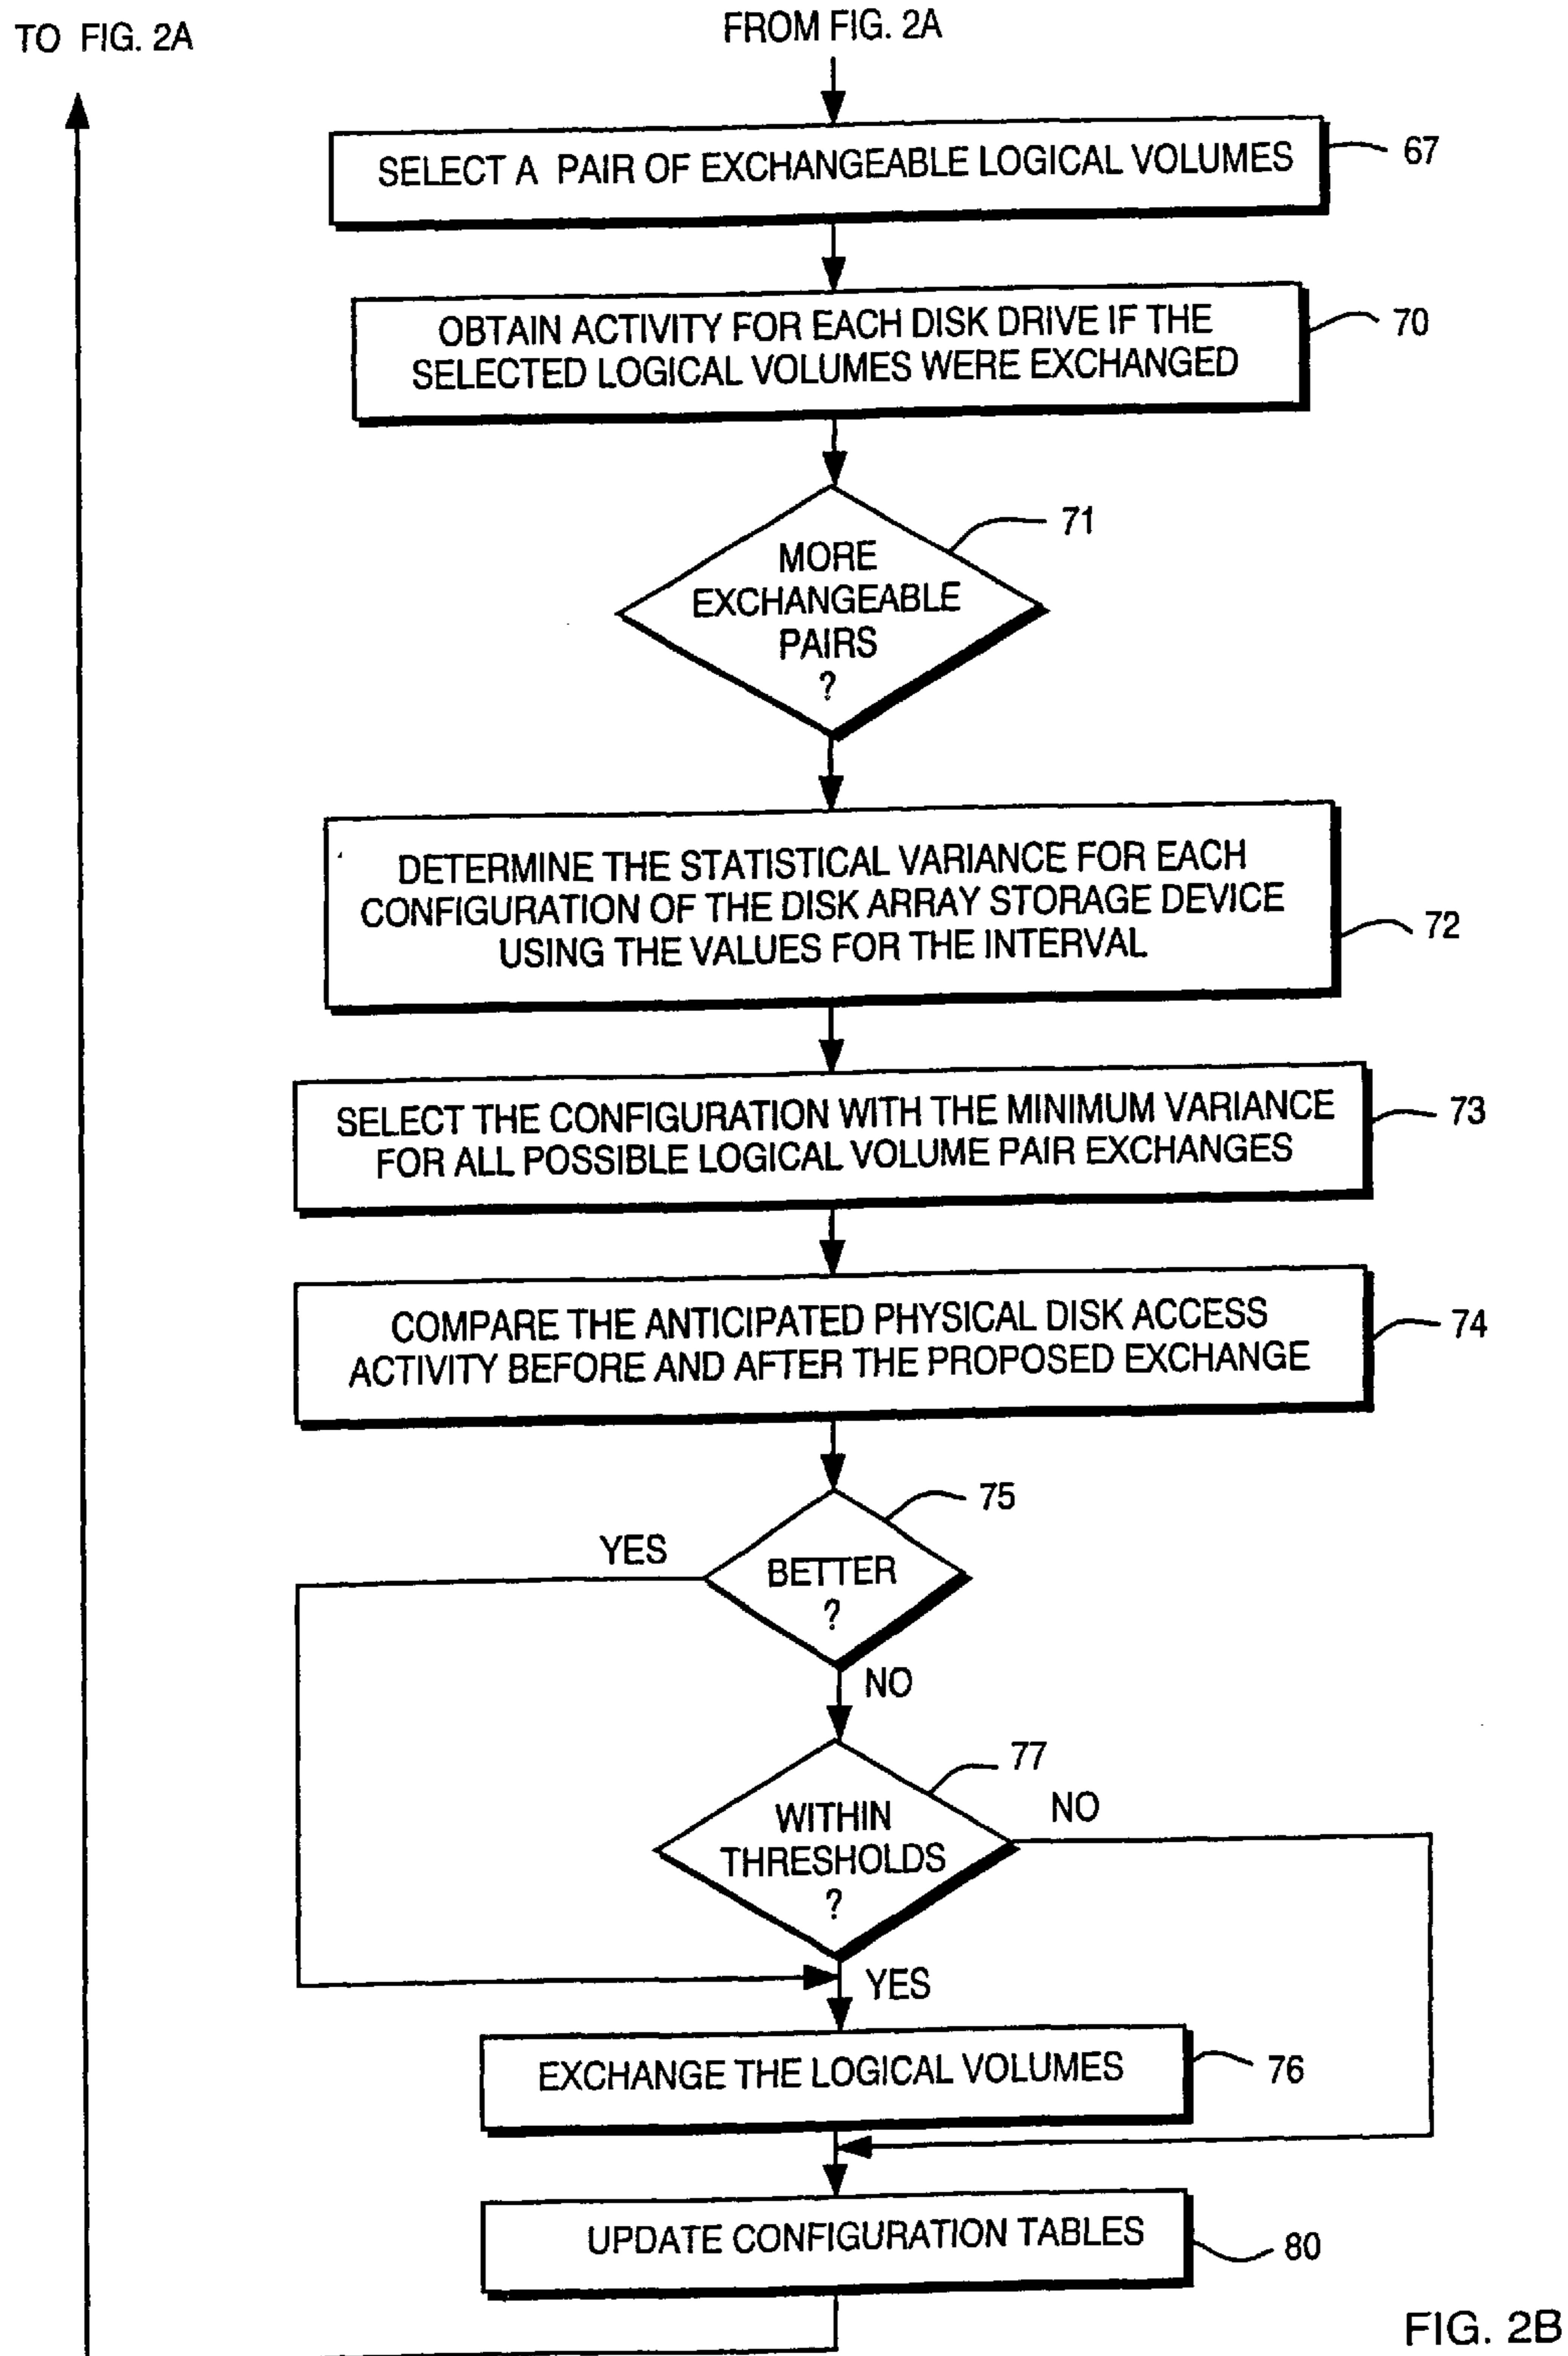 TO FIG. 2A
FROM FIG. 2A
SELECT A PAIR OF EXCHANGEABLE LOGICAL VOLUMES
67
OBTAIN ACTIVITY FOR EACH DISK DRIVE IF THE
SELECTED LOGICAL VOLUMES WERE EXCHANGED
70
MORE
EXCHANGEABLE
PAIRS
?
71
DETERMINE THE STATISTICAL VARIANCE FOR EACH
CONFIGURATION OF THE DISK ARRAY STORAGE DEVICE
USING THE VALUES FOR THE INTERVAL
72
SELECT THE CONFIGURATION WITH THE MINIMUM VARIANCE
FOR ALL POSSIBLE LOGICAL VOLUME PAIR EXCHANGES
73
COMPARE THE ANTICIPATED PHYSICAL DISK ACCESS
ACTIVITY BEFORE AND AFTER THE PROPOSED EXCHANGE
74
75
YES
BETTER
?
NO
77
WITHIN
THRESHOLDS
?
NO
YES
EXCHANGE THE LOGICAL VOLUMES
76
UPDATE CONFIGURATION TABLES
80
FIG. 2B